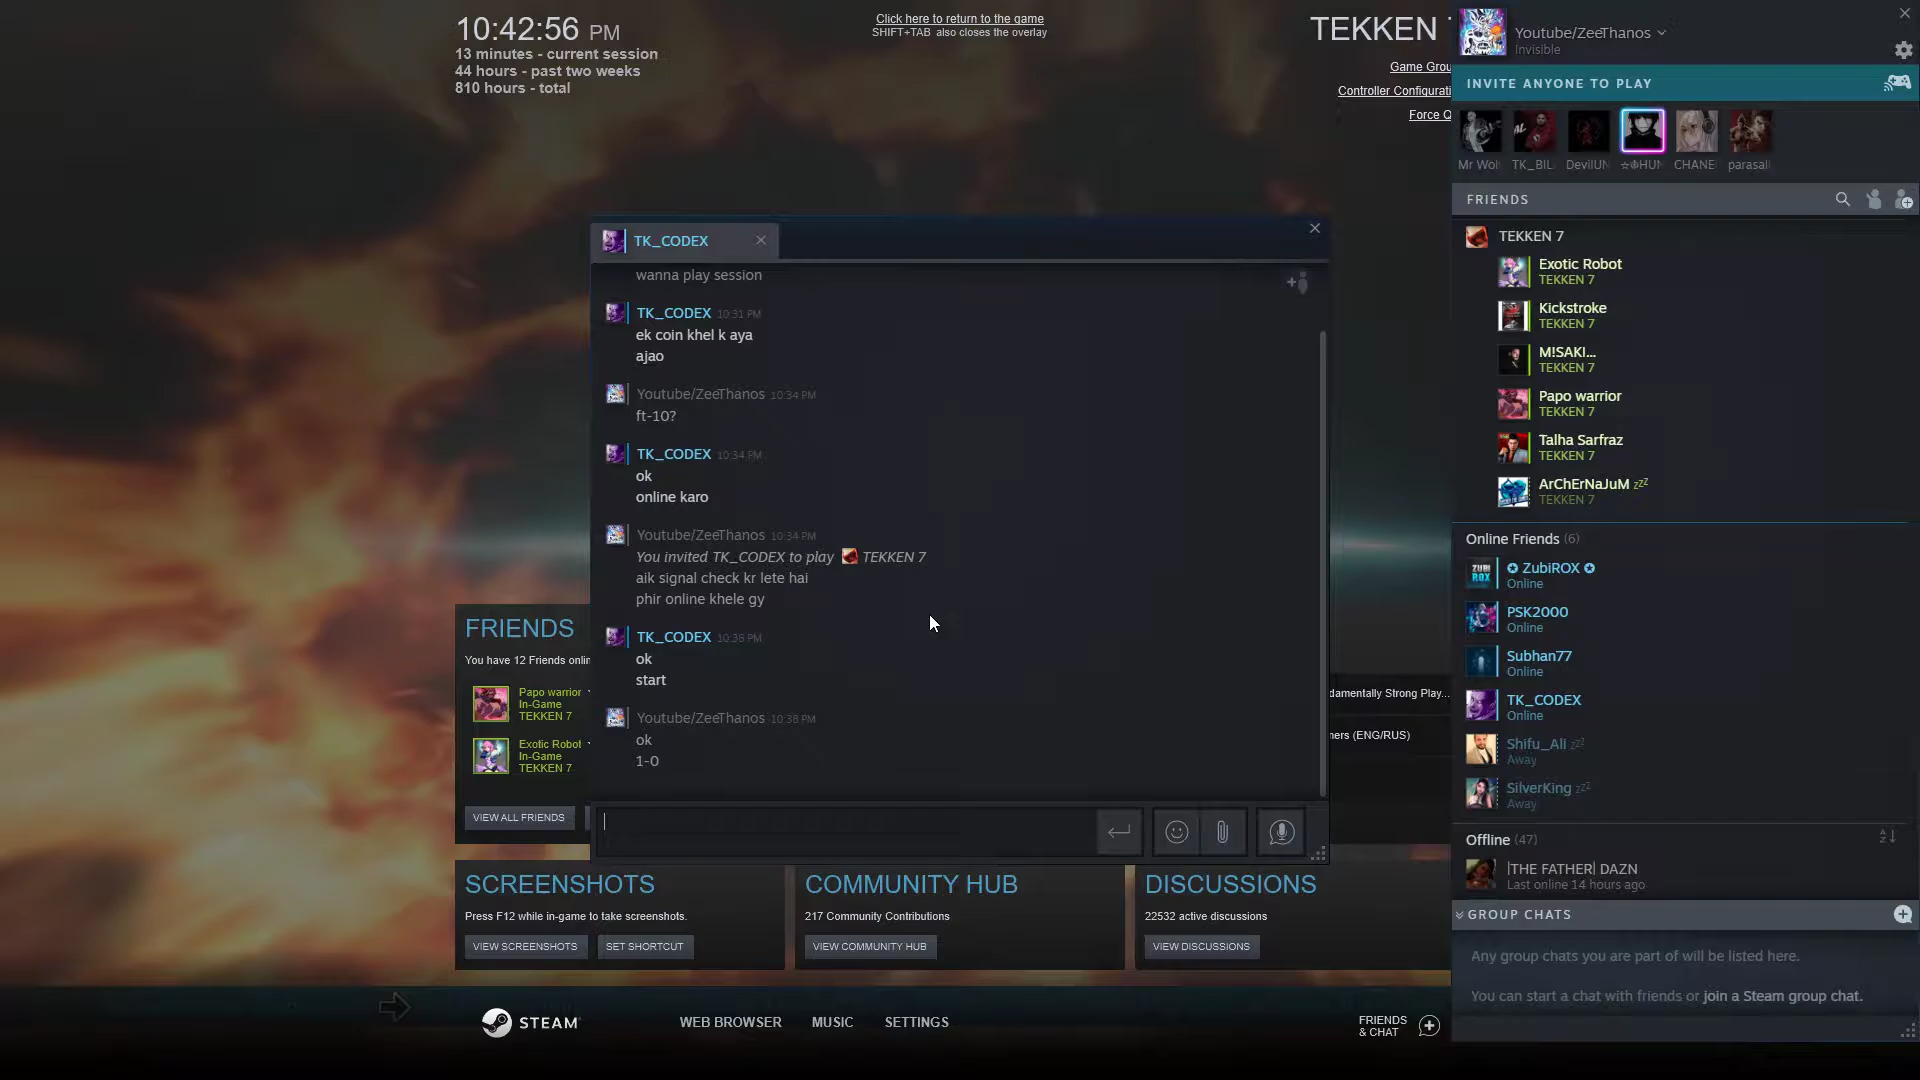 10:42:56 PM
13 minutes - current session
44 hours - past two weeks
810 hours - total
Click here to return to the game
SHIFT+TAB also closes the overlay
TEKKEN
Game Grou
Controller Configurati
Force Q
Youtube/ZeeThanos
Invisible
INVITE ANYONE TO PLAY
Mr Wol
TK_BIL
DevilUN
HUN
CHANE
parasail
FRIENDS
TEKKEN 7
Exotic Robot
TEKKEN 7
Kickstroke
TEKKEN 7
M!SAKI...
TEKKEN 7
Papo warrior
TEKKEN 7
Talha Sarfraz
TEKKEN 7
ArChErNaJuM zzz
TEKKEN 7
Online Friends (6)
✪ ZubiROX ✪
Online
PSK2000
Online
Subhan77
Online
TK_CODEX
Online
Shifu_Ali zzz
Away
SilverKing zzz
Away
Offline (47)
|THE FATHER| DAZN
Last online 14 hours ago
GROUP CHATS
Any group chats you are part of will be listed here.
You can start a chat with friends or join a Steam group chat.
TK_CODEX
wanna play session
TK_CODEX 10:31 PM
ek coin khel k aya
ajao
Youtube/ZeeThanos 10:34 PM
ft-10?
TK_CODEX 10:34 PM
ok
online karo
Youtube/ZeeThanos 10:34 PM
You invited TK_CODEX to play TEKKEN 7
aik signal check kr lete hai
phir online khele gy
TK_CODEX 10:36 PM
ok
start
Youtube/ZeeThanos 10:38 PM
ok
1-0
FRIENDS
You have 12 Friends onlin
Papo warrior
In-Game
TEKKEN 7
Exotic Robot
In-Game
TEKKEN 7
VIEW ALL FRIENDS
damentally Strong Play...
ners (ENG/RUS)
SCREENSHOTS
Press F12 while in-game to take screenshots.
VIEW SCREENSHOTS
SET SHORTCUT
COMMUNITY HUB
217 Community Contributions
VIEW COMMUNITY HUB
DISCUSSIONS
22532 active discussions
VIEW DISCUSSIONS
STEAM
WEB BROWSER
MUSIC
SETTINGS
FRIENDS
& CHAT